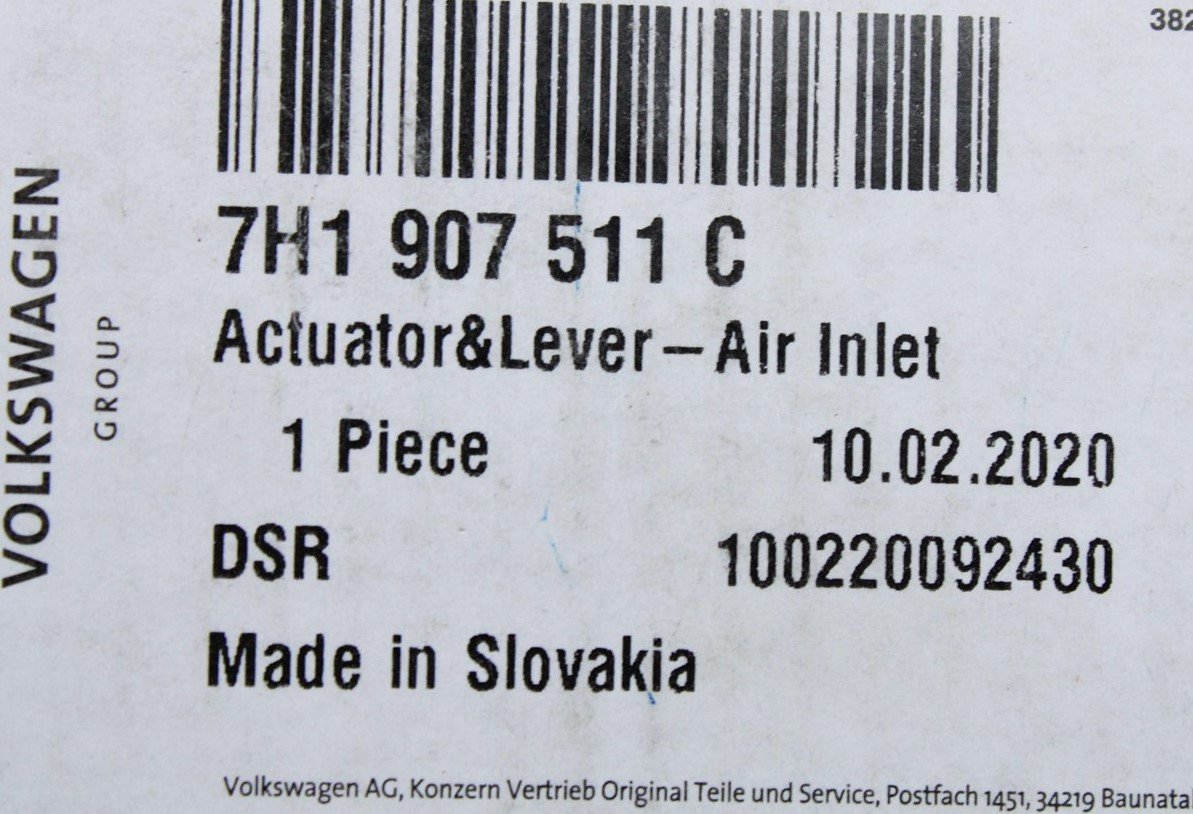 382
VOLKSWAGEN
GROUP
7H1 907 511 C
Actuator&Lever-Air Inlet
1 Piece 10.02.2020
DSR 100220092430
Made in Slovakia
Volkswagen AG, Konzern Vertrieb Original Teile und Service, Postfach 1451, 34219 Baunatal